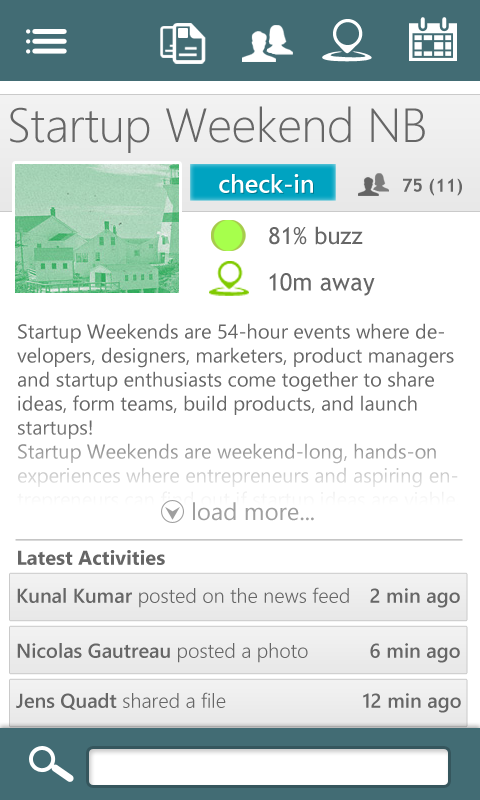 Startup Weekend NB
check-in
75 (11)
81% buzz
10m away
Startup Weekends are 54-hour events where de-
velopers, designers, marketers, product managers
and startup enthusiasts come together to share
ideas, form teams, build products, and launch
startups!
Startup Weekends are weekend-long, hands-on
experiences where entrepreneurs and aspiring en-
trepreneurs can find out if startup ideas are viable
load more...
Latest Activities
Kunal Kumar posted on the news feed 2 min ago
Nicolas Gautreau posted a photo 6 min ago
Jens Quadt shared a file 12 min ago